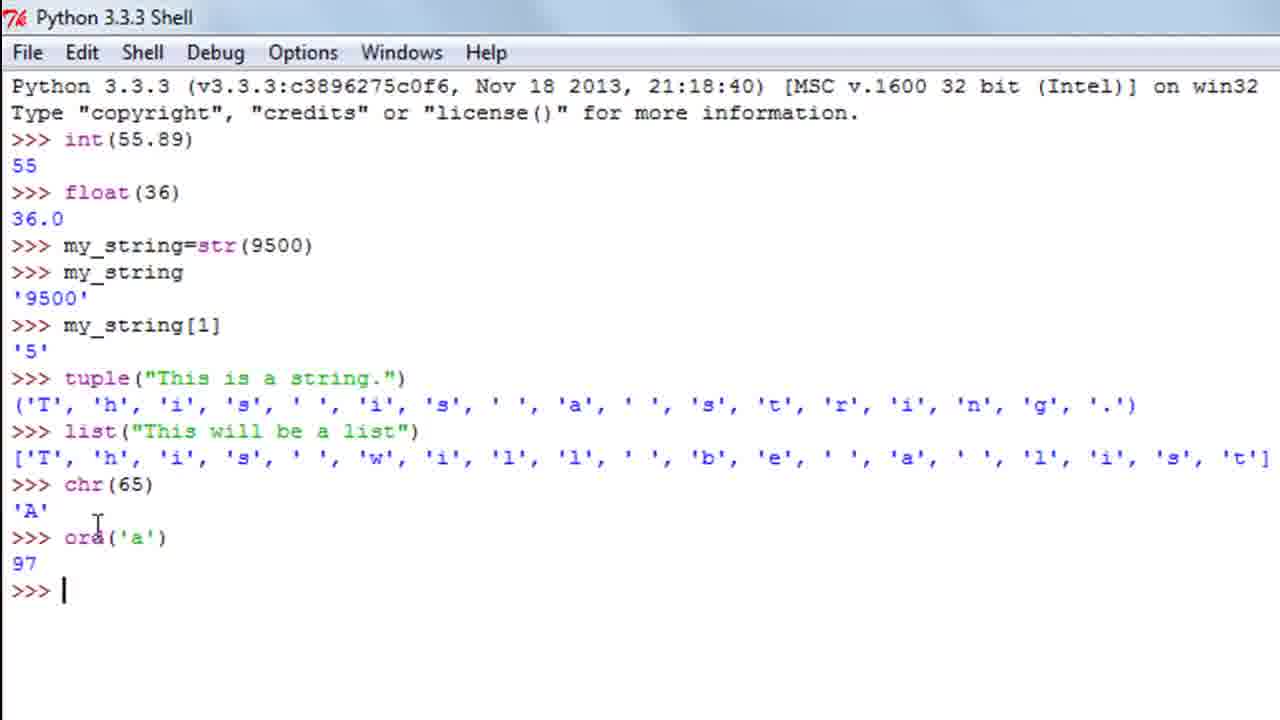 Python 3.3.3 Shell
File Edit Shell Debug Options Windows Help
Python 3.3.3 (v3.3.3:c3896275c0f6, Nov 18 2013, 21:18:40) [MSC v.1600 32 bit (Intel)] on win32
Type "copyright", "credits" or "license()" for more information.
>>> int(55.89)
55
>>> float(36)
36.0
>>> my_string=str(9500)
>>> my_string
'9500'
>>> my_string[1]
'5'
>>> tuple("This is a string.")
('T', 'h', 'i', 's', ' ', 'i', 's', ' ', 'a', ' ', 's', 't', 'r', 'i', 'n', 'g', '.')
>>> list("This will be a list")
['T', 'h', 'i', 's', ' ', 'w', 'i', 'l', 'l', ' ', 'b', 'e', ' ', 'a', ' ', 'l', 'i', 's', 't']
>>> chr(65)
'A'
>>> ord('a')
97
>>>